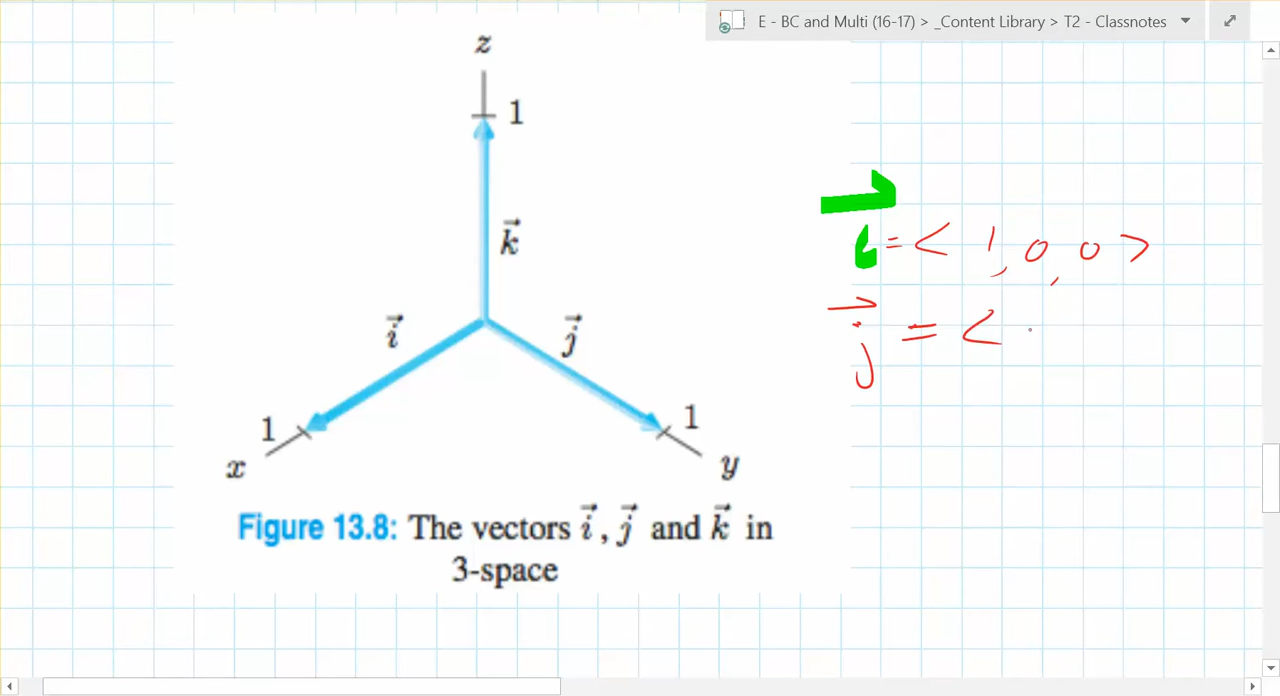 E - BC and Multi (16-17) > _Content Library > T2 - Classnotes
z
1
k⃗
i⃗ = < 1, 0, 0 >
i⃗
j⃗
j⃗ = <
1
1
x
y
Figure 13.8: The vectors i⃗, j⃗ and k⃗ in
3-space